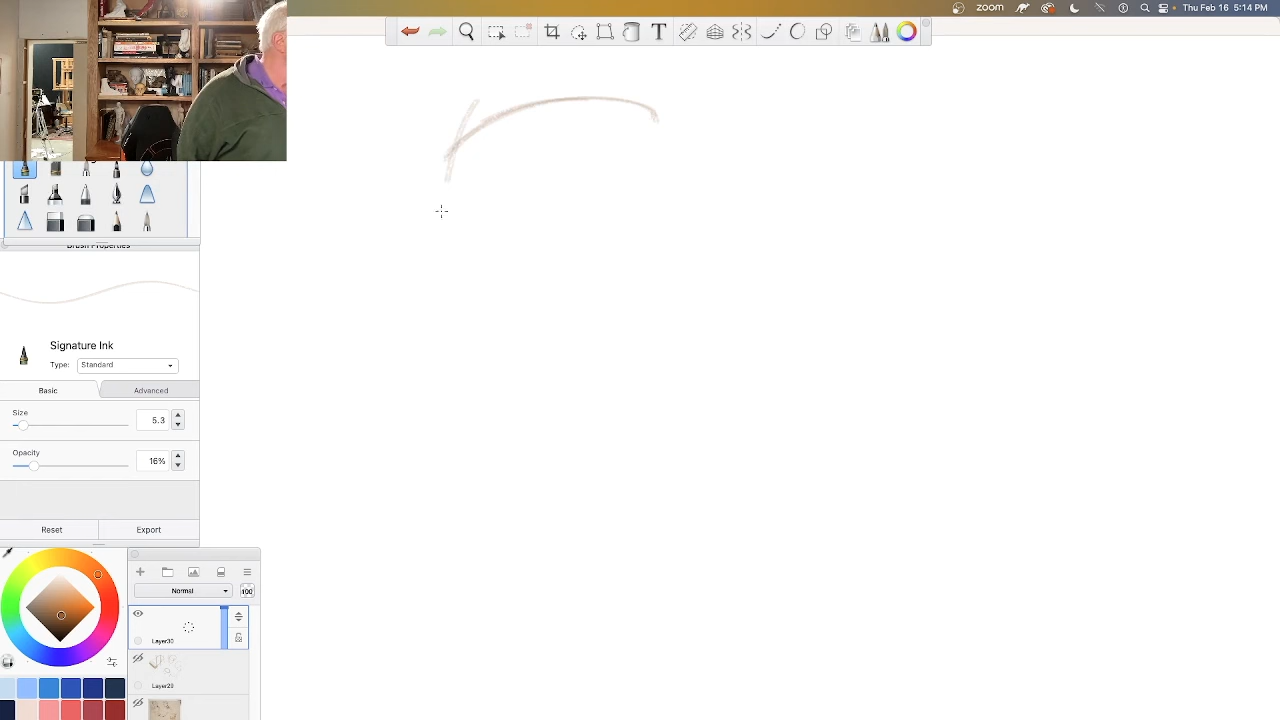 zoom Thu Feb 16 5:14 PM
T
Brush Properties
Signature Ink
Type: Standard
Basic Advanced
Size
5.3
Opacity
16%
Reset Export
Normal 100
Layer30
Layer29